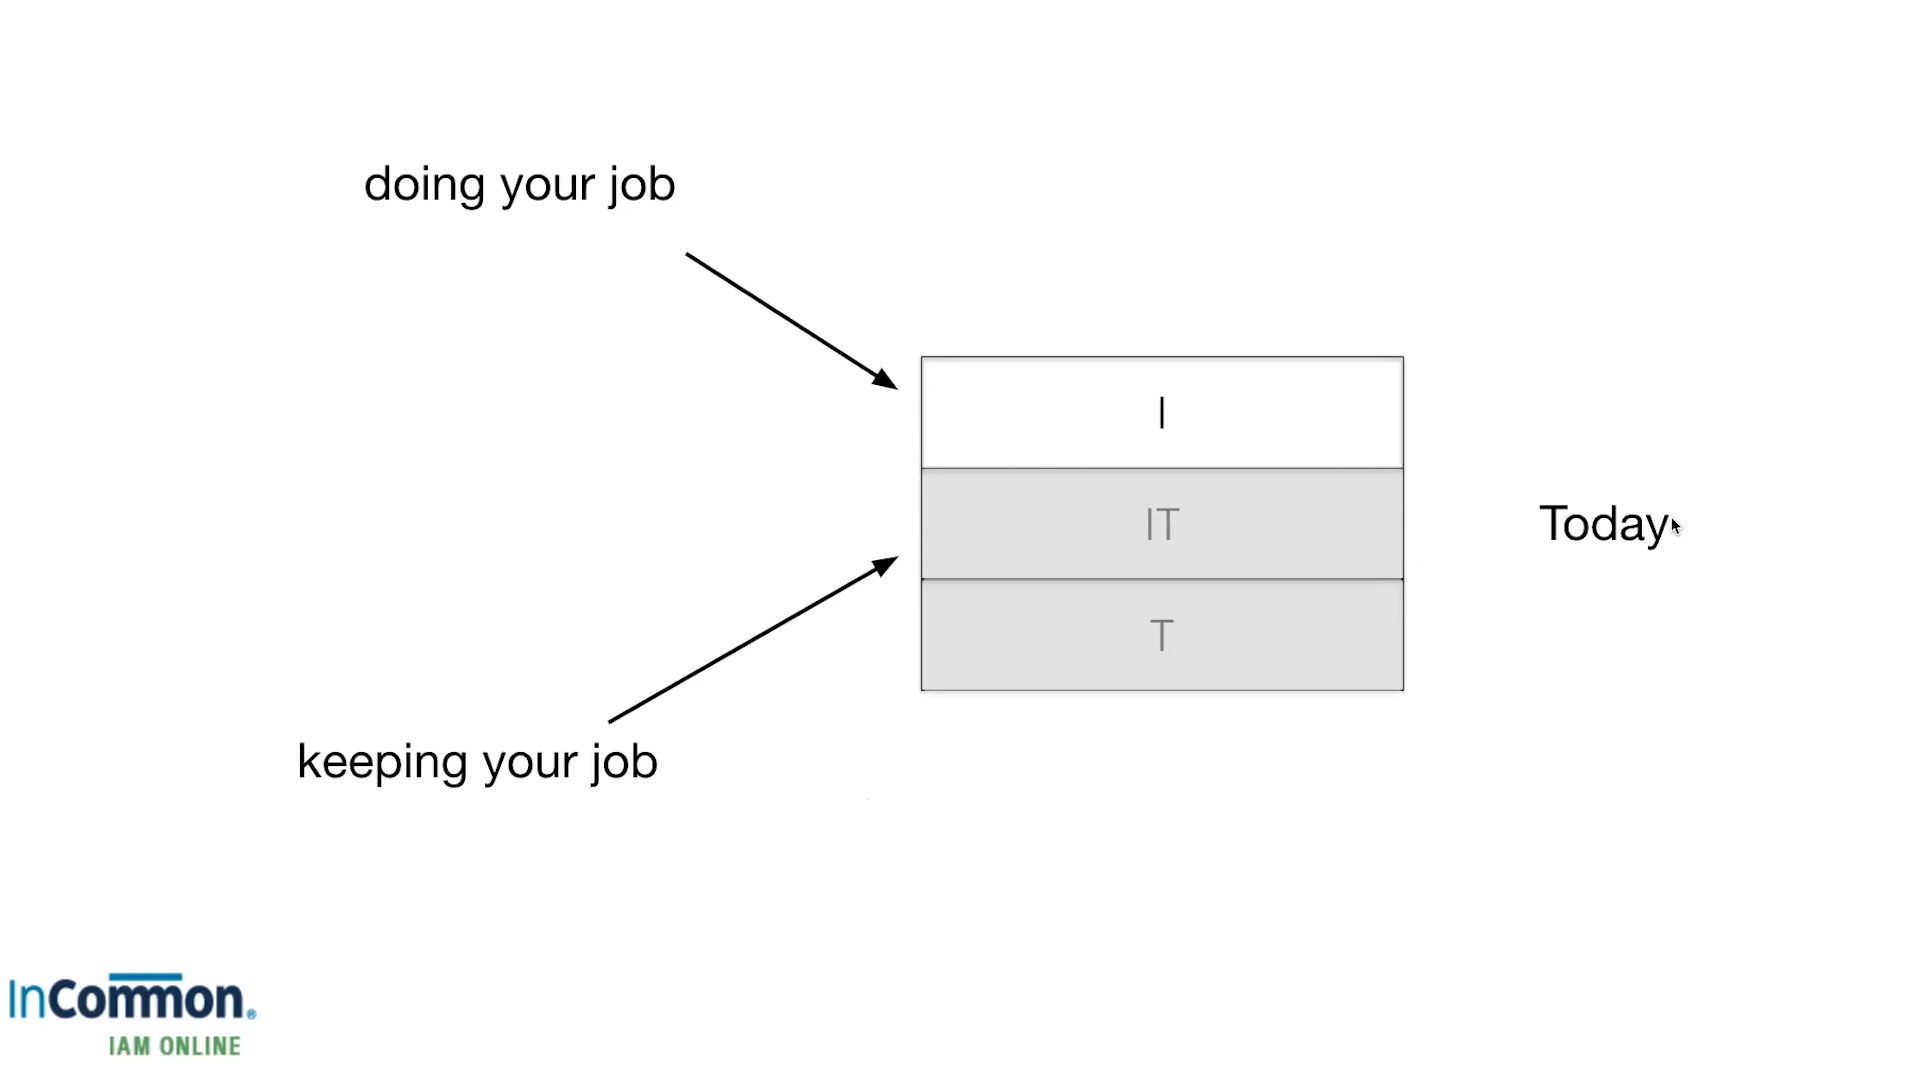 doing your job
I
IT
Today
T
keeping your job
InCommon®
IAM ONLINE